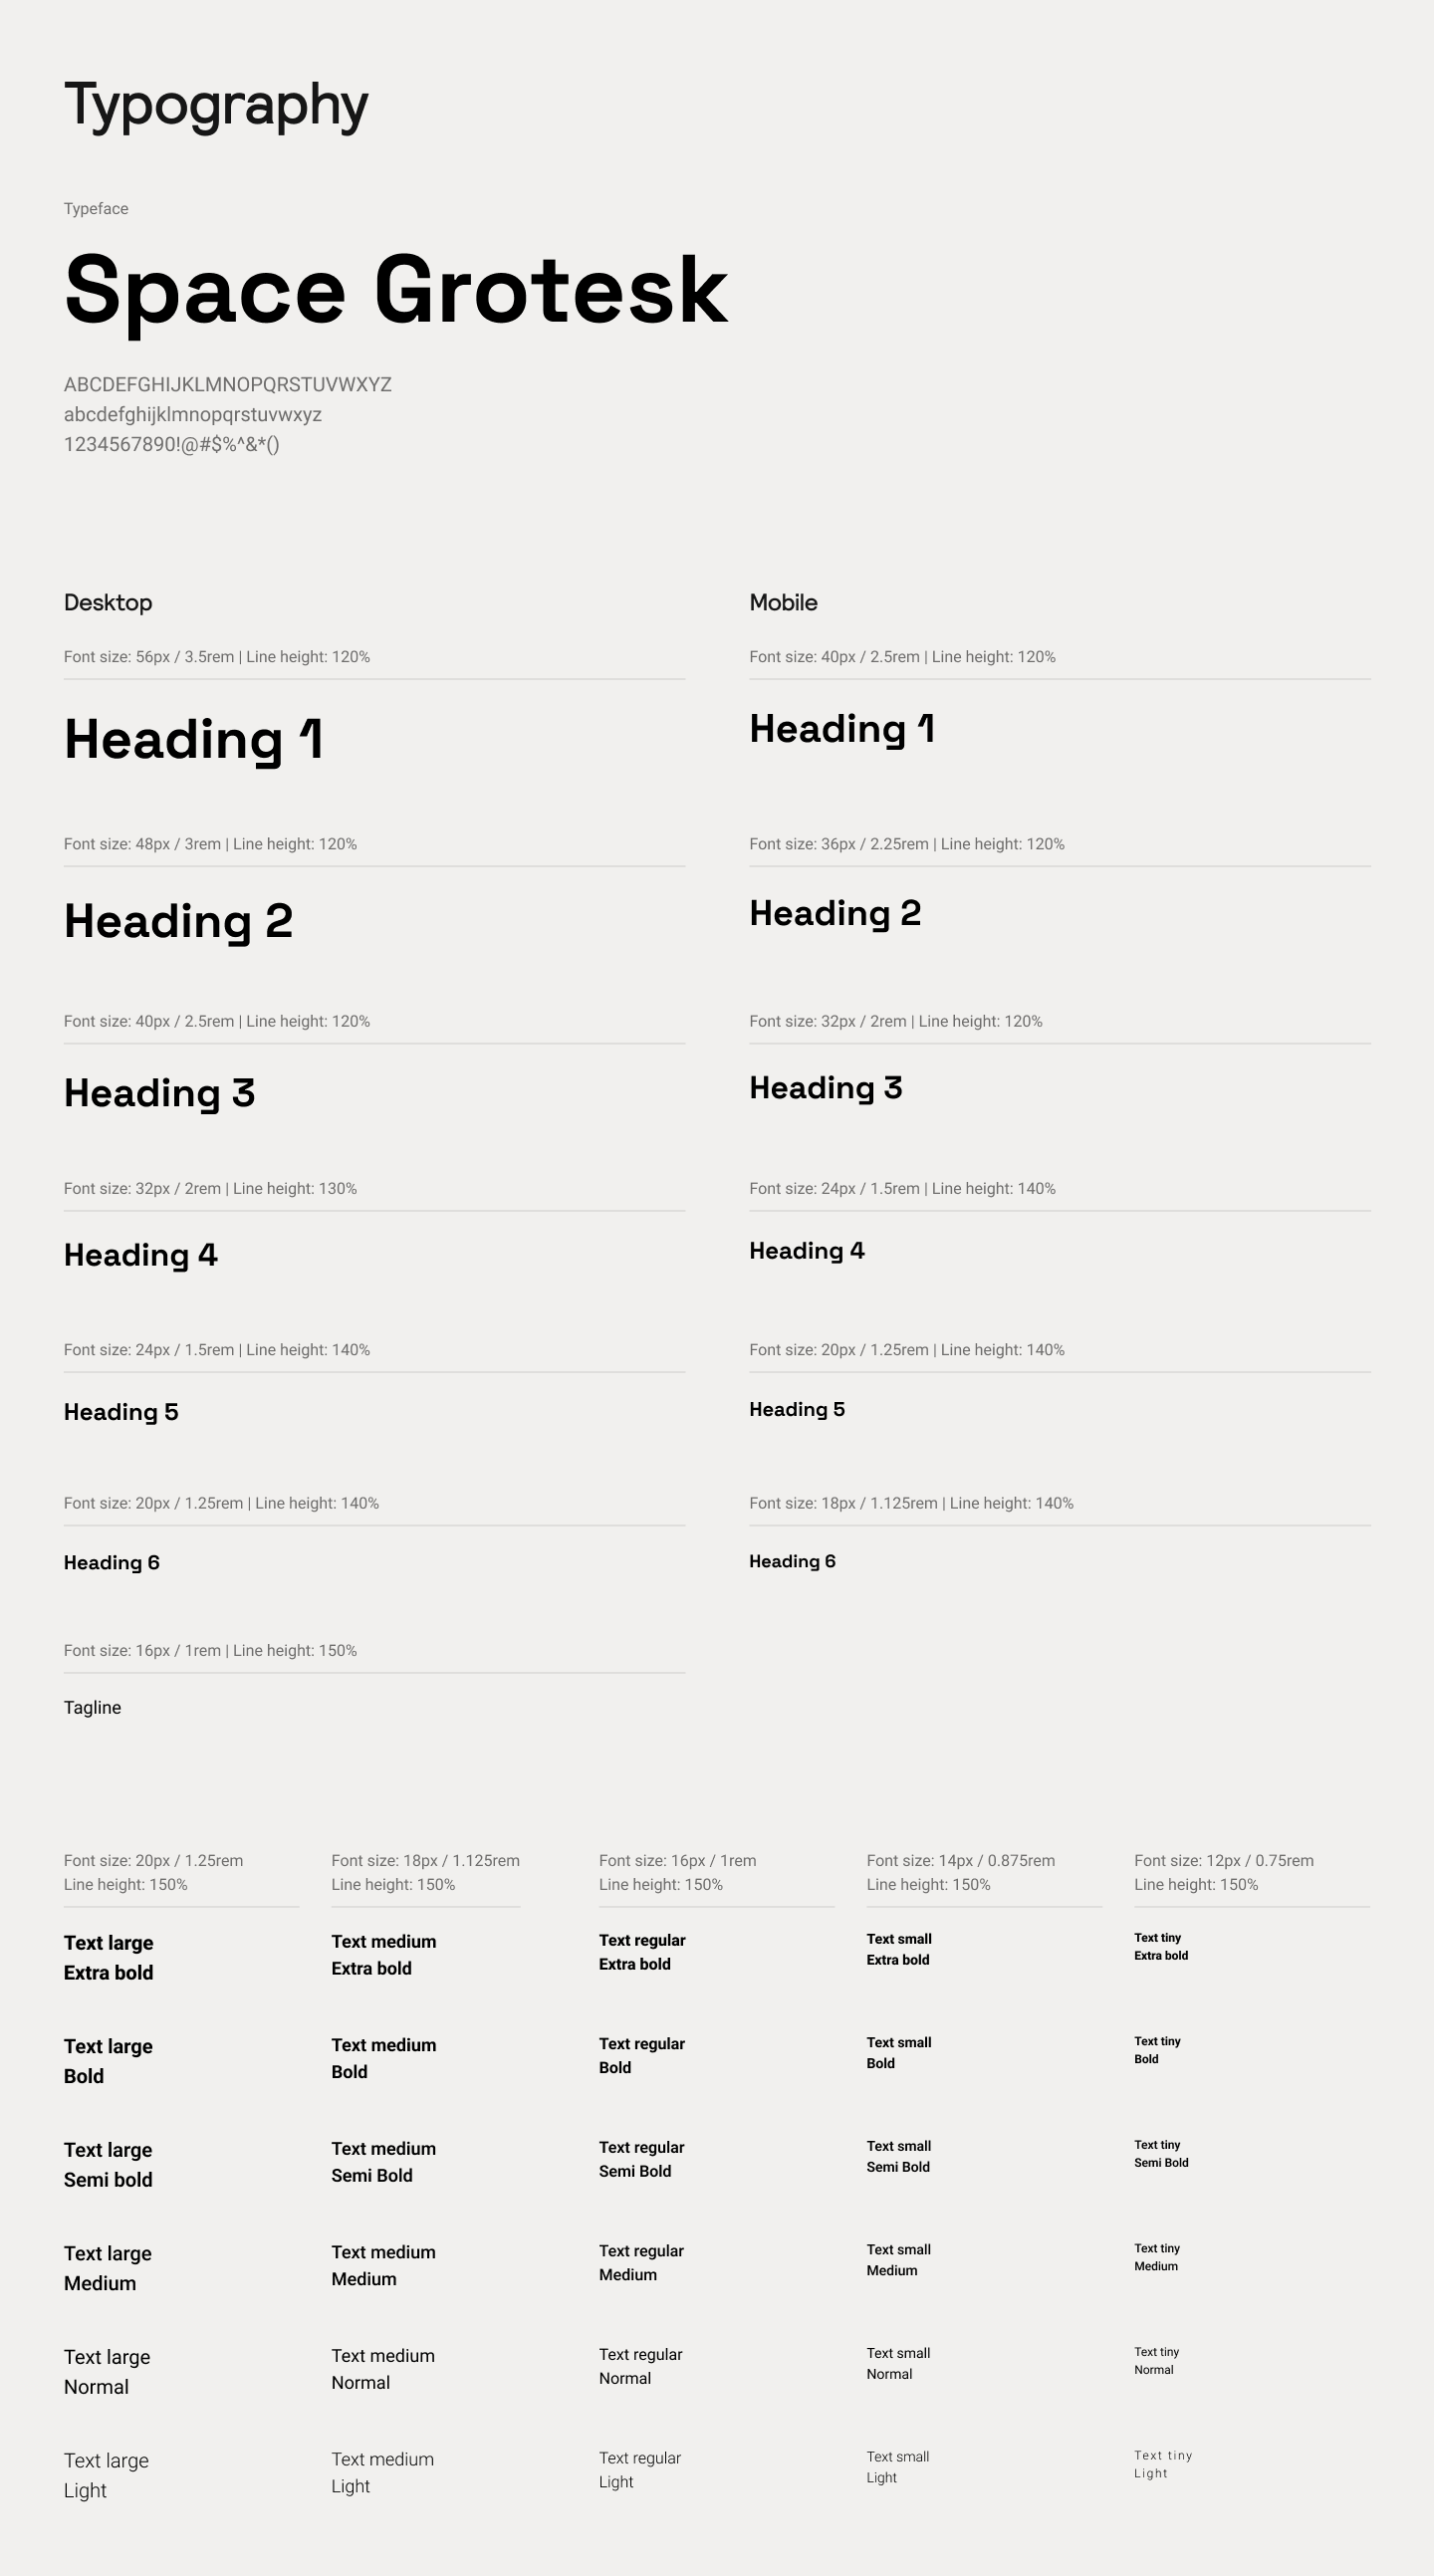 Typography
Typeface
Space Grotesk
ABCDEFGHIJKLMNOPQRSTUVWXYZ
abcdefghijklmnopqrstuvwxyz
1234567890!@#$%^&*()
Desktop
Font size: 56px / 3.5rem | Line height: 120%
Heading 1
Font size: 48px / 3rem | Line height: 120%
Heading 2
Font size: 40px / 2.5rem | Line height: 120%
Heading 3
Font size: 32px / 2rem | Line height: 130%
Heading 4
Font size: 24px / 1.5rem | Line height: 140%
Heading 5
Font size: 20px / 1.25rem | Line height: 140%
Heading 6
Font size: 16px / 1rem | Line height: 150%
Tagline
Mobile
Font size: 40px / 2.5rem | Line height: 120%
Heading 1
Font size: 36px / 2.25rem | Line height: 120%
Heading 2
Font size: 32px / 2rem | Line height: 120%
Heading 3
Font size: 24px / 1.5rem | Line height: 140%
Heading 4
Font size: 20px / 1.25rem | Line height: 140%
Heading 5
Font size: 18px / 1.125rem | Line height: 140%
Heading 6
Font size: 20px / 1.25rem
Line height: 150%
Text large
Extra bold
Text large
Bold
Text large
Semi bold
Text large
Medium
Text large
Normal
Text large
Light
Font size: 18px / 1.125rem
Line height: 150%
Text medium
Extra bold
Text medium
Bold
Text medium
Semi Bold
Text medium
Medium
Text medium
Normal
Text medium
Light
Font size: 16px / 1rem
Line height: 150%
Text regular
Extra bold
Text regular
Bold
Text regular
Semi Bold
Text regular
Medium
Text regular
Normal
Text regular
Light
Font size: 14px / 0.875rem
Line height: 150%
Text small
Extra bold
Text small
Bold
Text small
Semi Bold
Text small
Medium
Text small
Normal
Text small
Light
Font size: 12px / 0.75rem
Line height: 150%
Text tiny
Extra bold
Text tiny
Bold
Text tiny
Semi Bold
Text tiny
Medium
Text tiny
Normal
Text tiny
Light